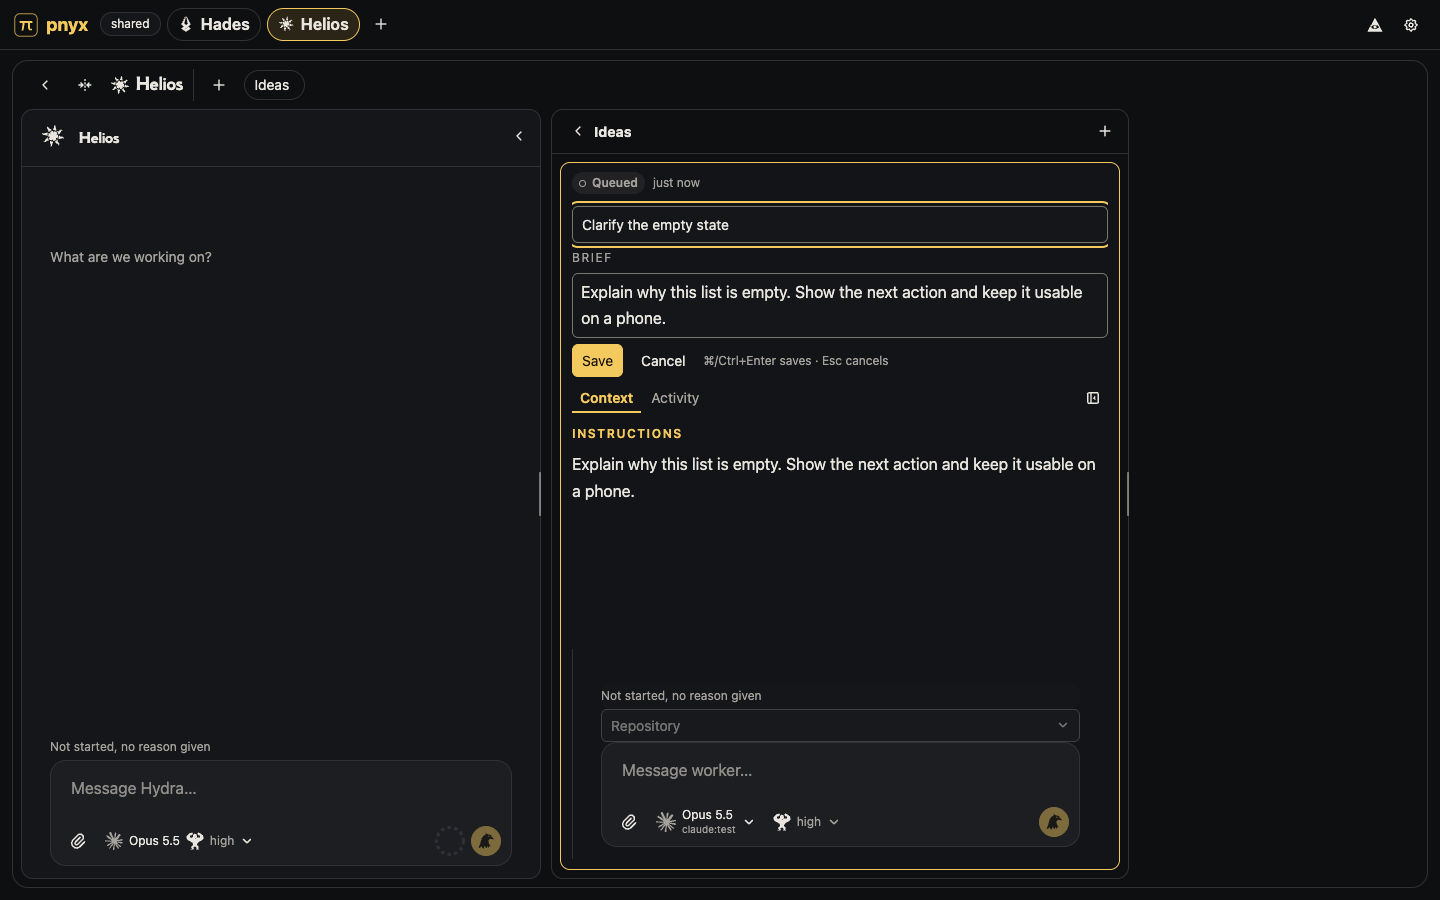 π pnyx
shared
Hades
Helios
Helios
Ideas
Helios
What are we working on?
Not started, no reason given
Message Hydra...
Opus 5.5
high
Ideas
Queued
just now
Clarify the empty state
BRIEF
Explain why this list is empty. Show the next action and keep it usable
on a phone.
Save
Cancel
⌘/Ctrl+Enter saves · Esc cancels
Context
Activity
INSTRUCTIONS
Explain why this list is empty. Show the next action and keep it usable on
a phone.
Not started, no reason given
Repository
Message worker...
Opus 5.5
claude:test
high